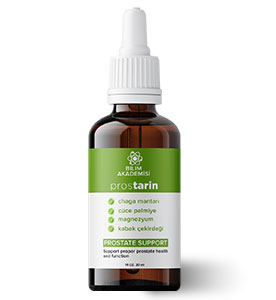 BİLİM
AKADEMİSİ
prostarin
chaga mantarı
cüce palmiye
magnezyum
kabak çekirdeği
PROSTATE SUPPORT
Support proper prostate health
and function